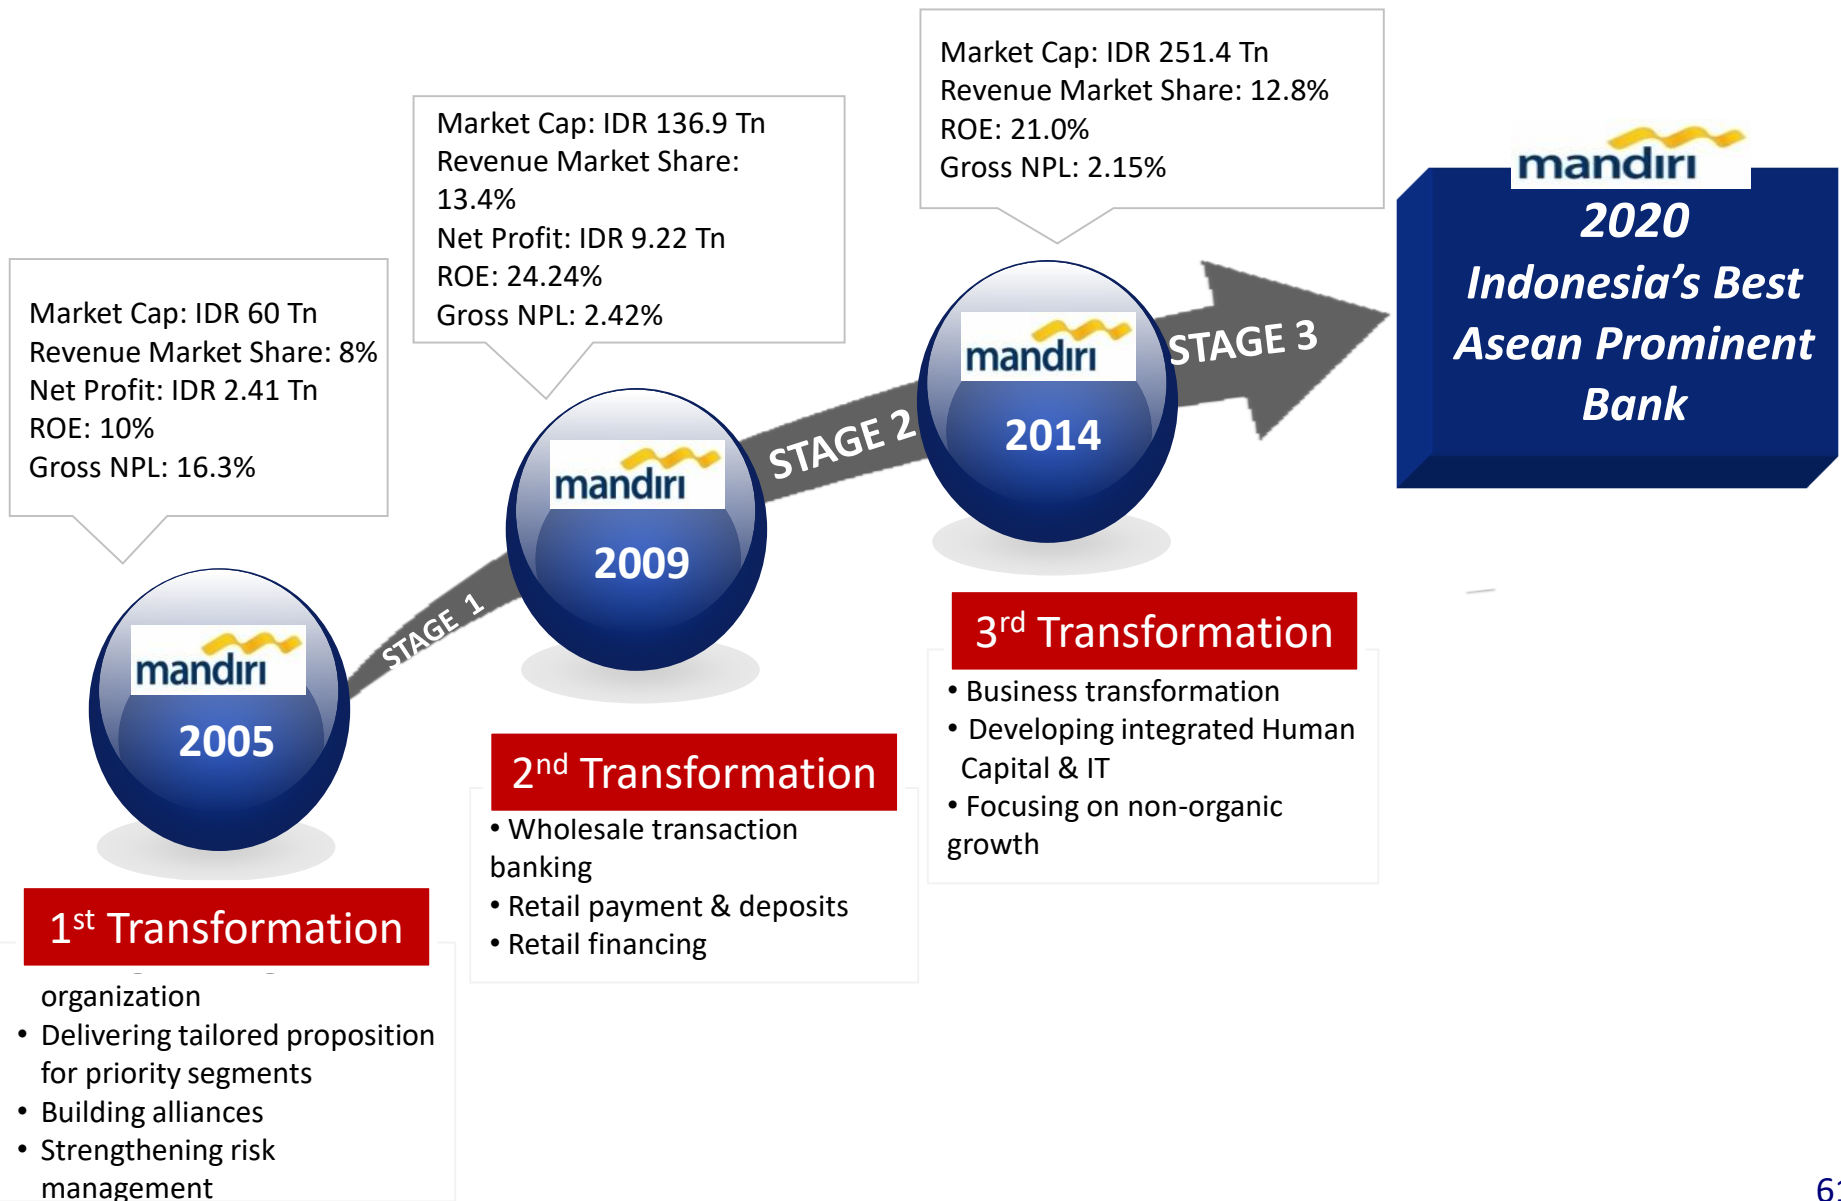 Market Cap: IDR 60 Tn
Revenue Market Share: 8%
Net Profit: IDR 2.41 Tn
ROE: 10%
Gross NPL: 16.3%
Market Cap: IDR 136.9 Tn
Revenue Market Share:
13.4%
Net Profit: IDR 9.22 Tn
ROE: 24.24%
Gross NPL: 2.42%
Market Cap: IDR 251.4 Tn
Revenue Market Share: 12.8%
ROE: 21.0%
Gross NPL: 2.15%
mandırı
2020
Indonesia's Best
Asean Prominent
Bank
mandırı
2005
STAGE 1
mandırı
2009
STAGE 2
mandırı
2014
STAGE 3
1st Transformation
organization
• Delivering tailored proposition
for priority segments
• Building alliances
• Strengthening risk
management
2nd Transformation
• Wholesale transaction
banking
• Retail payment & deposits
• Retail financing
3rd Transformation
• Business transformation
• Developing integrated Human
Capital & IT
• Focusing on non-organic
growth